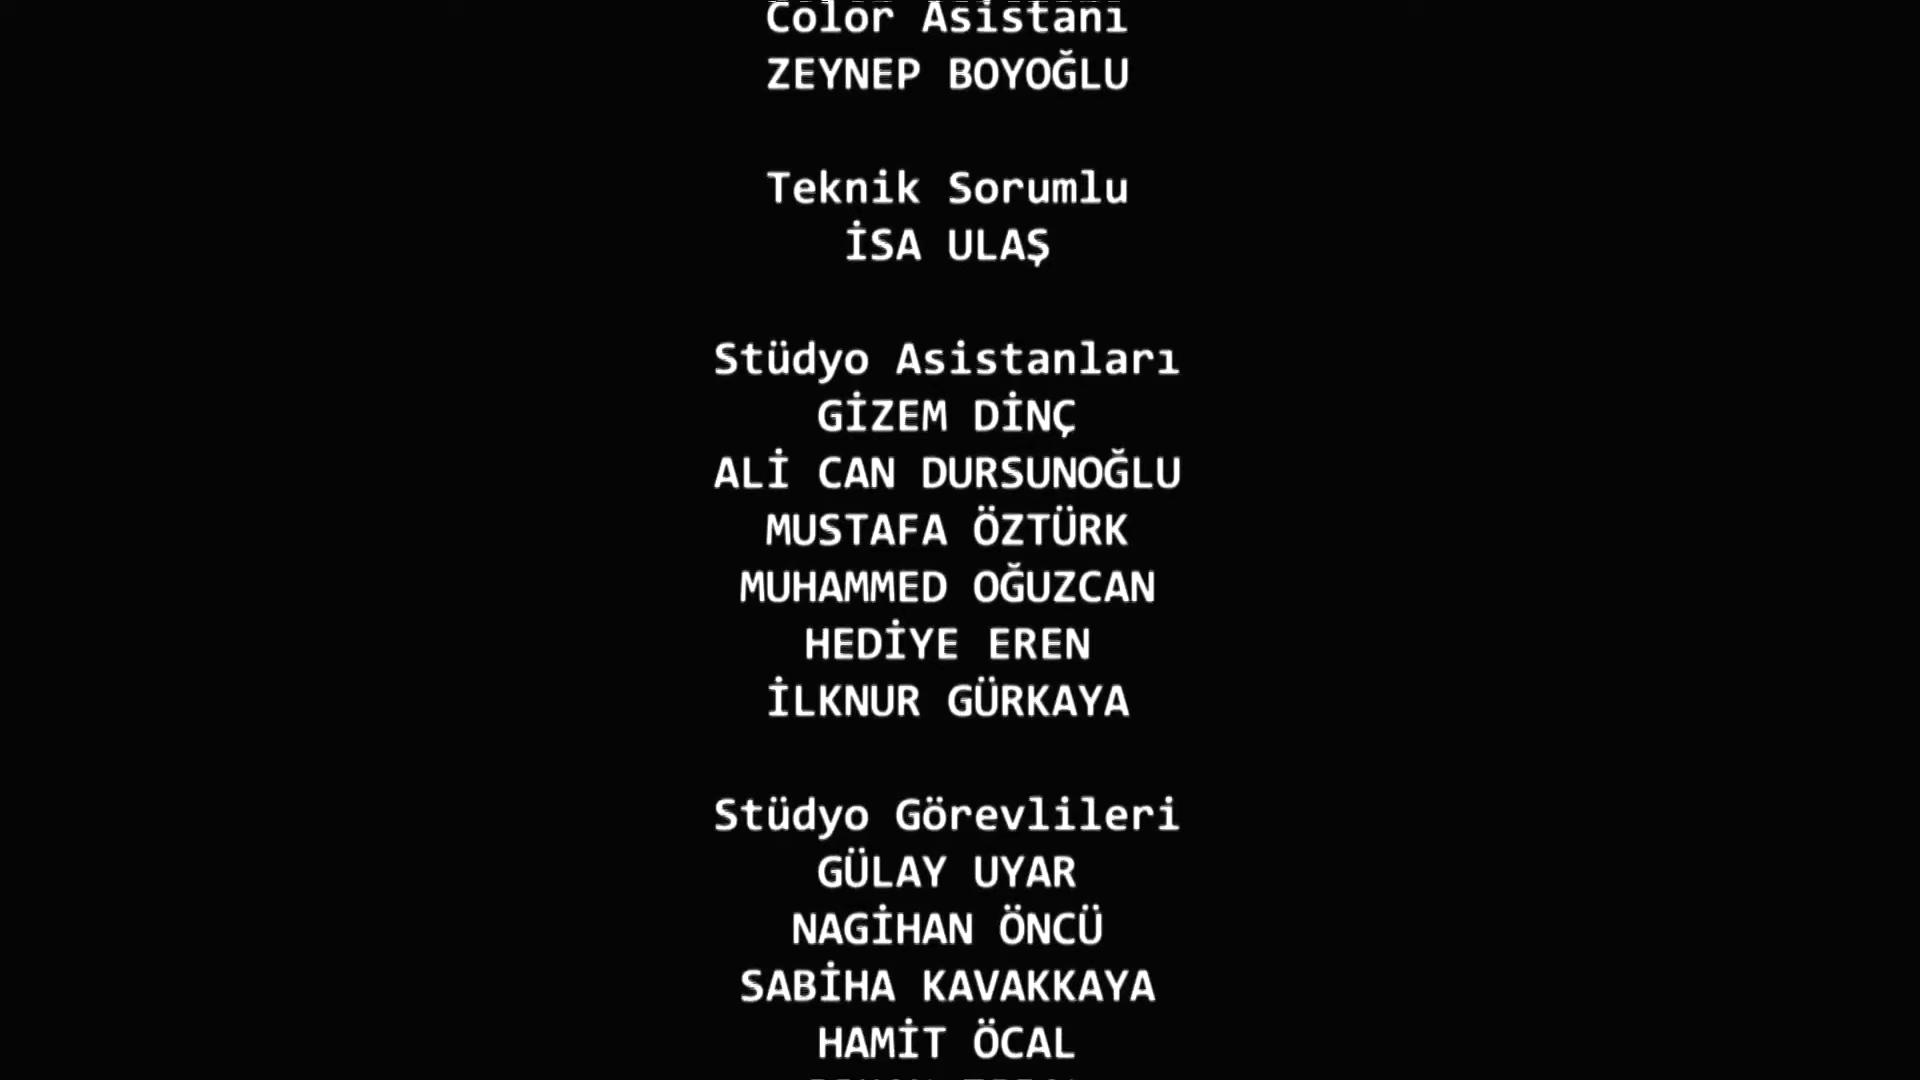 Color Asistanı
ZEYNEP BOYOĞLU
Teknik Sorumlu
İSA ULAŞ
Stüdyo Asistanları
GİZEM DİNÇ
ALİ CAN DURSUNOĞLU
MUSTAFA ÖZTÜRK
MUHAMMED OĞUZCAN
HEDİYE EREN
İLKNUR GÜRKAYA
Stüdyo Görevlileri
GÜLAY UYAR
NAGİHAN ÖNCÜ
SABİHA KAVAKKAYA
HAMİT ÖCAL